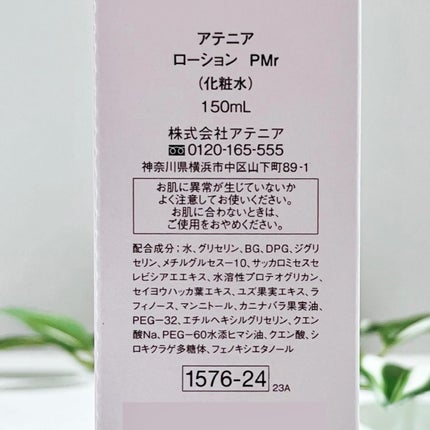 アテニア
ローション PMr
(化粧水)
150mL
株式会社アテニア
0120-165-555
神奈川県横浜市中区山下町89-1
お肌に異常が生じていないか
よく注意してお使いください。
お肌に合わないときは、
ご使用をおやめください。
配合成分:水、グリセリン、BG、DPG、ジグリ
セリン、メチルグルセス-10、サッカロミセスセ
レビシアエエキス、水溶性プロテオグリカン、
セイヨウハッカ葉エキス、ユズ果実エキス、ラ
フィノース、マンニトール、カニナバラ果実油、
PEG-32、エチルヘキシルグリセリン、クエン
酸Na、PEG-60水添ヒマシ油、クエン酸、シ
ロキクラゲ多糖体、フェノキシエタノール
1576-24
23A